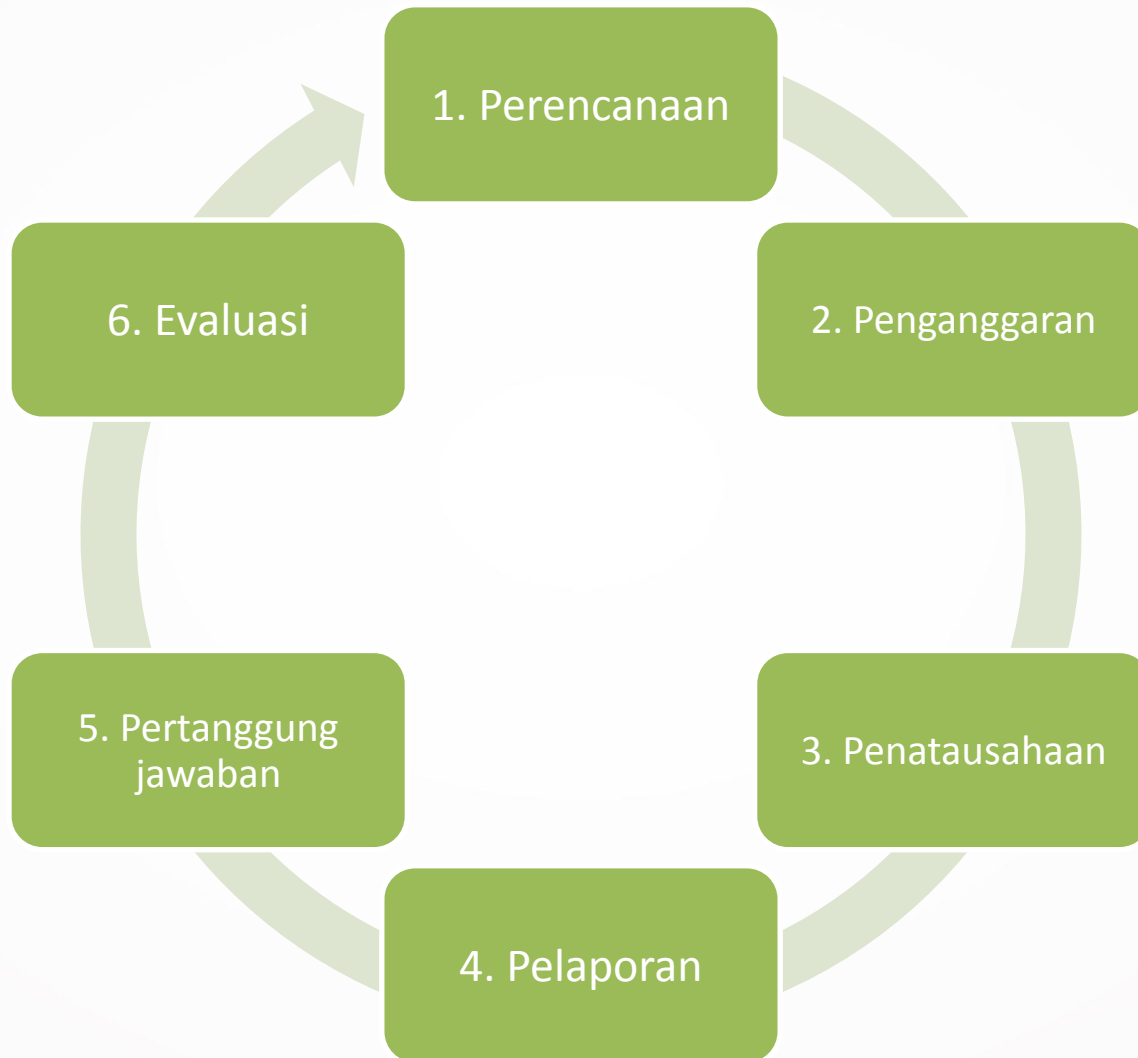 1. Perencanaan
2. Penganggaran
3. Penatausahaan
4. Pelaporan
5. Pertanggung
jawaban
6. Evaluasi